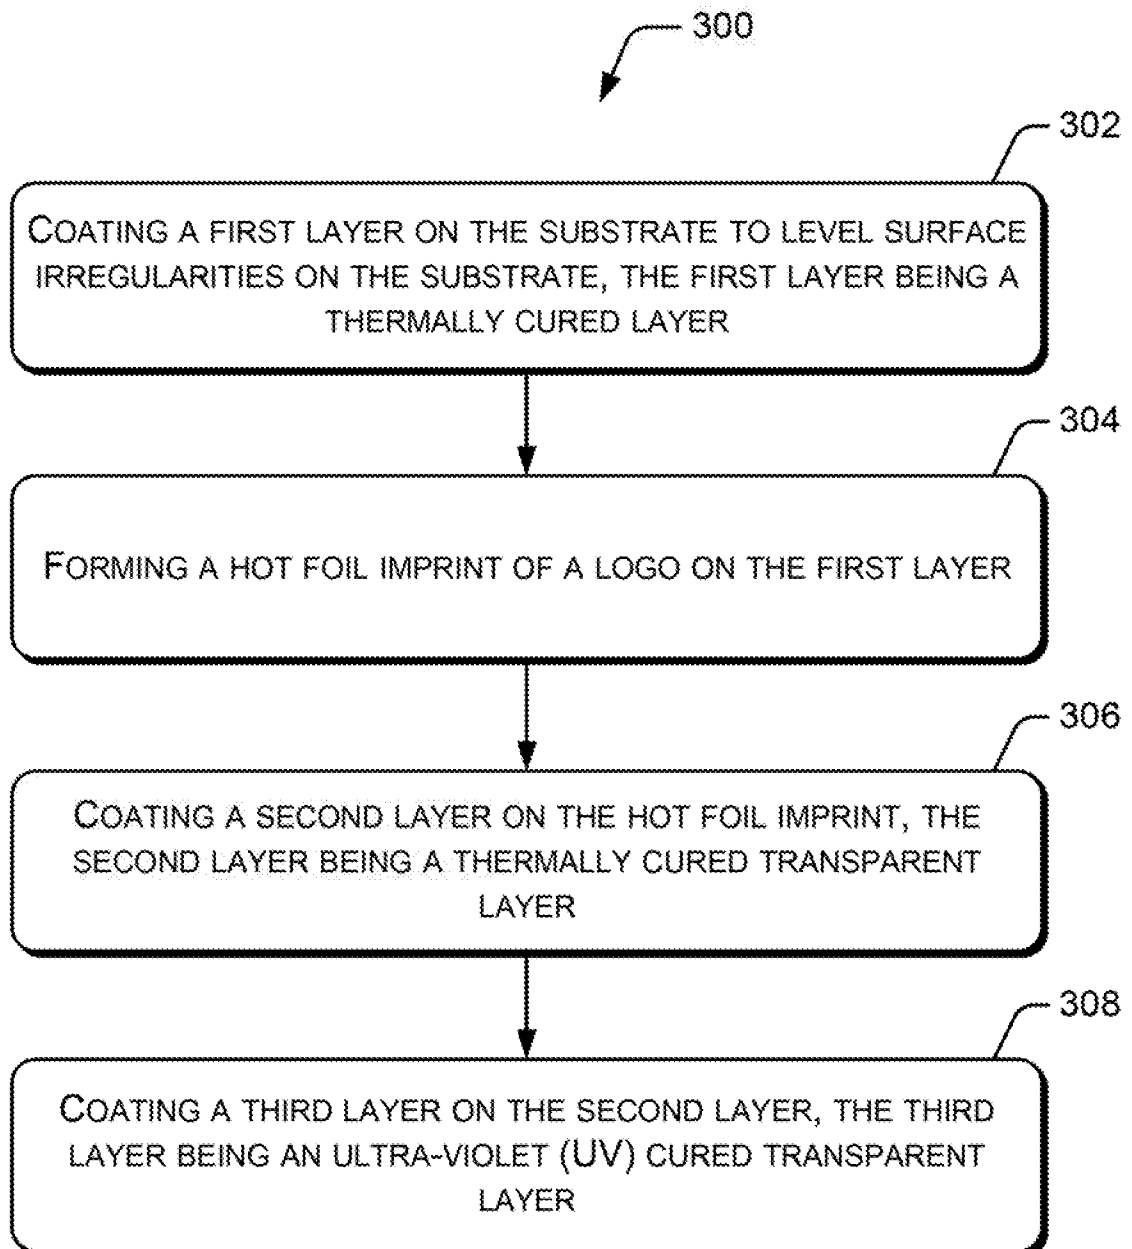 300
302
COATING A FIRST LAYER ON THE SUBSTRATE TO LEVEL SURFACE
IRREGULARITIES ON THE SUBSTRATE, THE FIRST LAYER BEING A
THERMALLY CURED LAYER
304
FORMING A HOT FOIL IMPRINT OF A LOGO ON THE FIRST LAYER
306
COATING A SECOND LAYER ON THE HOT FOIL IMPRINT, THE
SECOND LAYER BEING A THERMALLY CURED TRANSPARENT
LAYER
308
COATING A THIRD LAYER ON THE SECOND LAYER, THE THIRD
LAYER BEING AN ULTRA-VIOLET (UV) CURED TRANSPARENT
LAYER